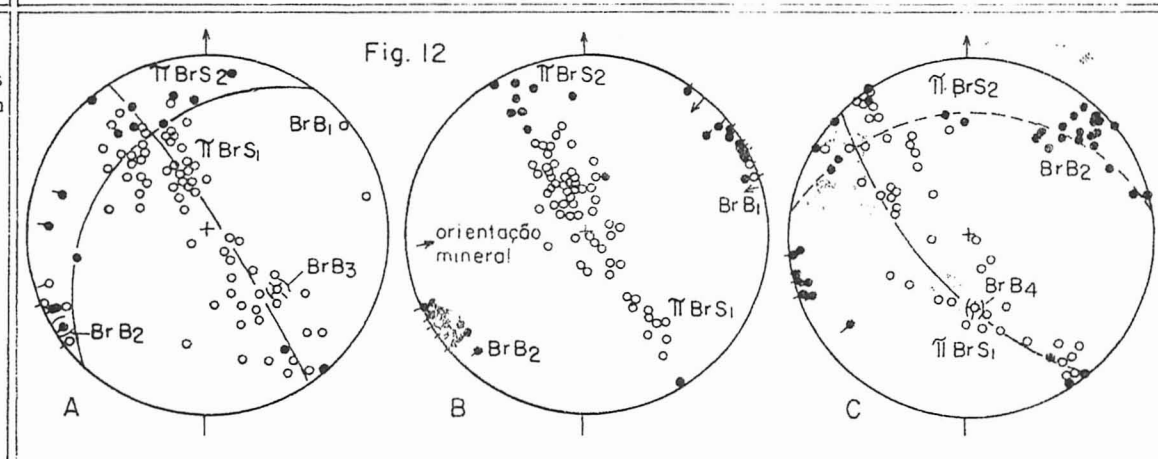 Fig. 12
πBrS2
BrB1
πBrS1
BrB3
BrB2
A
πBrS2
BrB1
orientação
mineral
πBrS1
BrB2
B
πBrS2
BrB2
BrB4
πBrS1
C